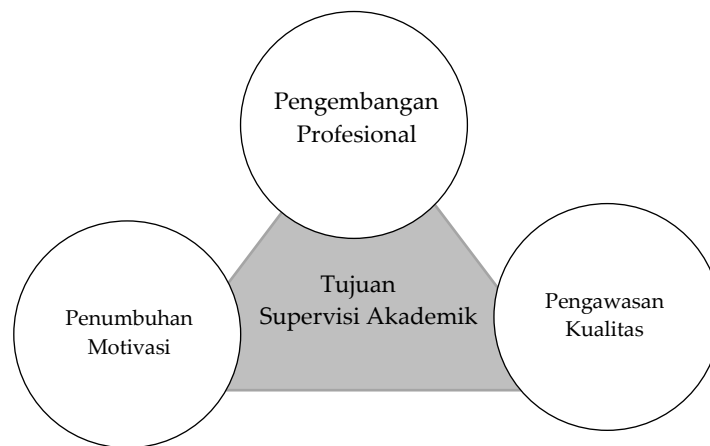 Pengembangan
Profesional
Tujuan
Supervisi Akademik
Penumbuhan
Motivasi
Pengawasan
Kualitas